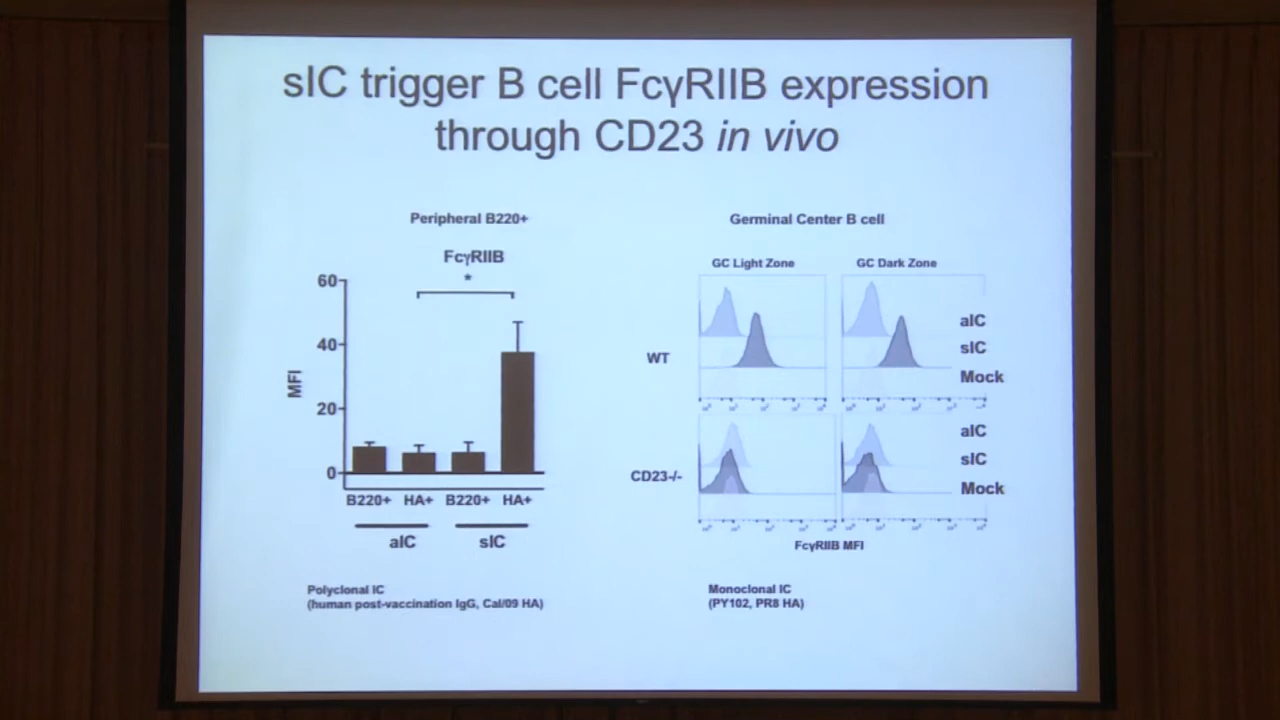 sIC trigger B cell FcγRIIB expression
through CD23 in vivo
Peripheral B220+
FcγRIIB
*
MFI
60
40
20
0
B220+ HA+ B220+ HA+
aIC sIC
Polyclonal IC
(human post-vaccination IgG, Cal/09 HA)
Germinal Center B cell
GC Light Zone GC Dark Zone
WT
aIC
sIC
Mock
CD23-/-
aIC
sIC
Mock
FcγRIIB MFI
Monoclonal IC
(PY102, PR8 HA)